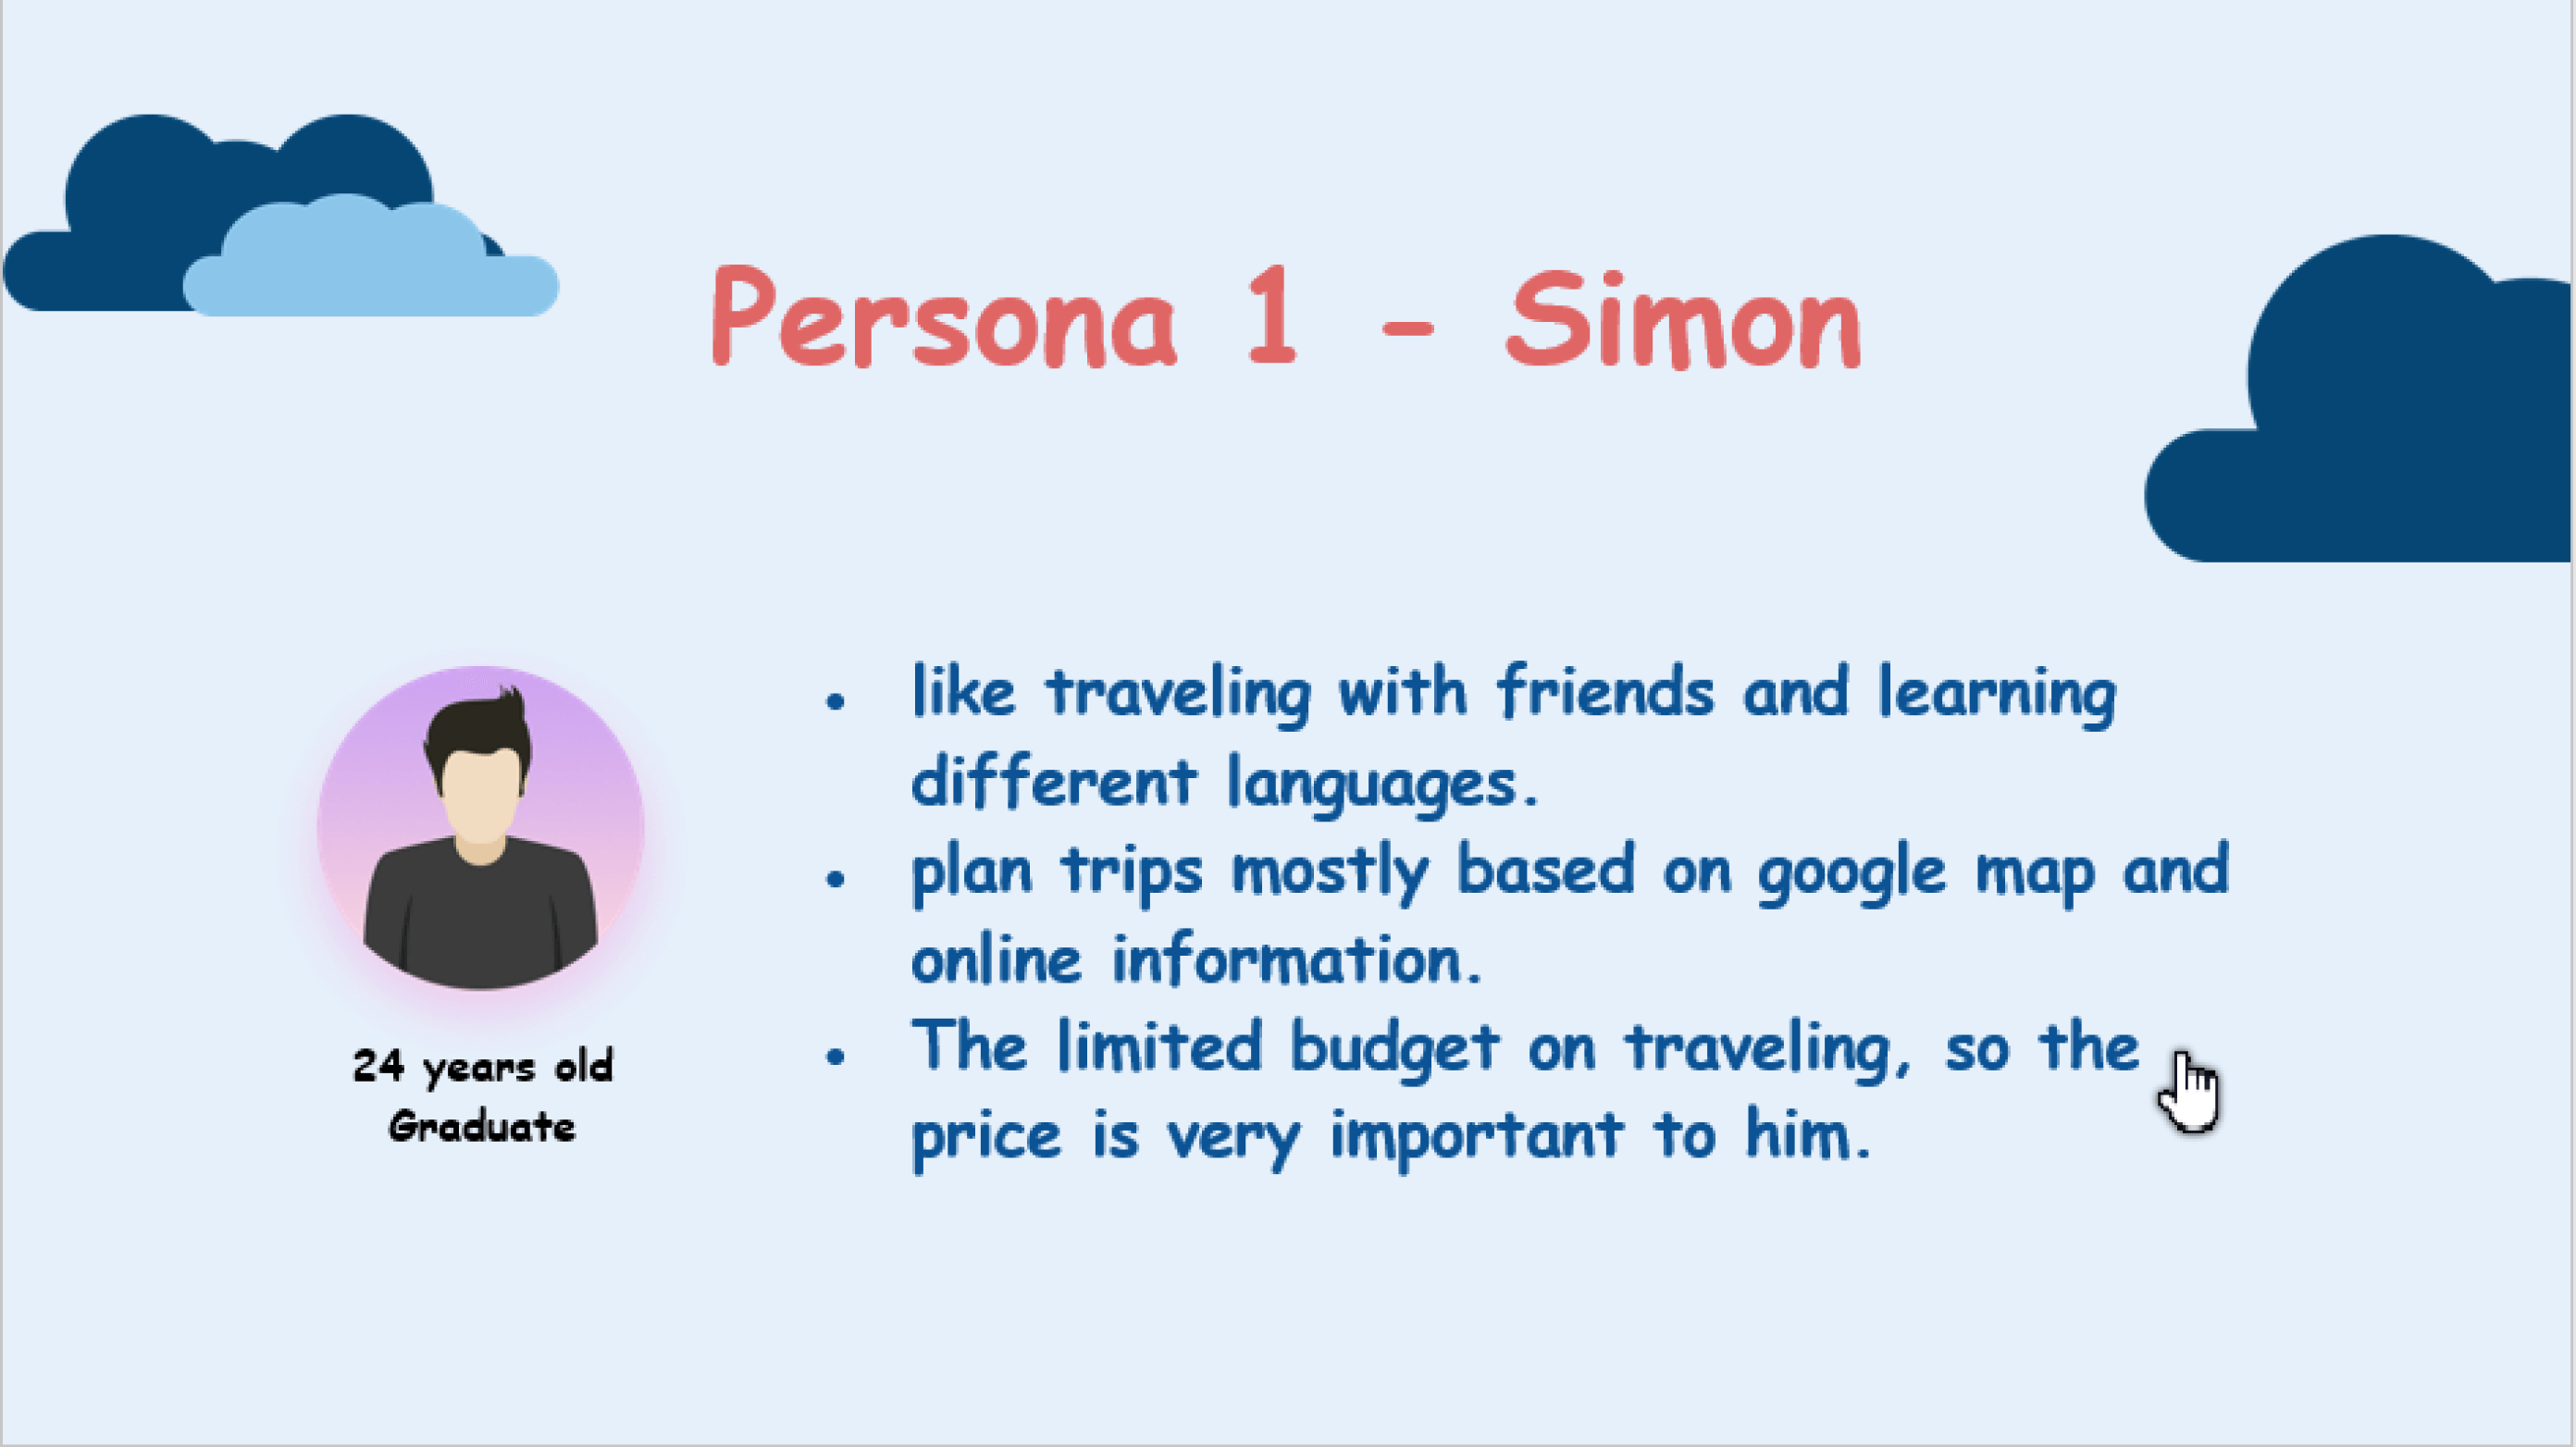 Persona 1 - Simon
24 years old
Graduate
• like traveling with friends and learning
different languages.
• plan trips mostly based on google map and
online information.
• The limited budget on traveling, so the
price is very important to him.